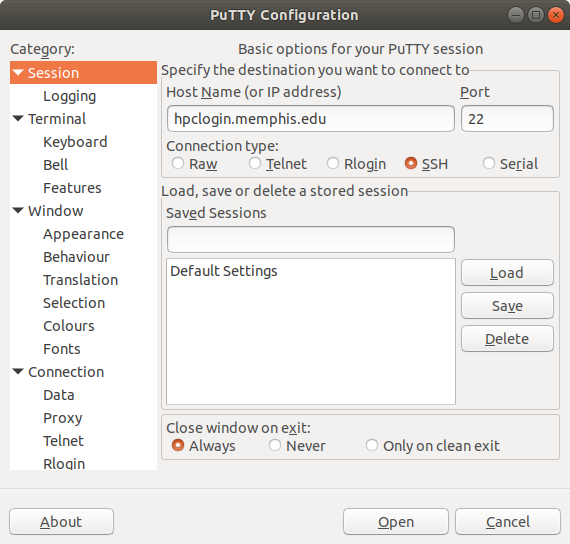 PuTTY Configuration
Category:
Session
Logging
Terminal
Keyboard
Bell
Features
Window
Appearance
Behaviour
Translation
Selection
Colours
Fonts
Connection
Data
Proxy
Telnet
Rlogin
Basic options for your PuTTY session
Specify the destination you want to connect to
Host Name (or IP address) Port
hpclogin.memphis.edu 22
Connection type:
Raw Telnet Rlogin SSH Serial
Load, save or delete a stored session
Saved Sessions
Default Settings
Load
Save
Delete
Close window on exit:
Always Never Only on clean exit
About Open Cancel